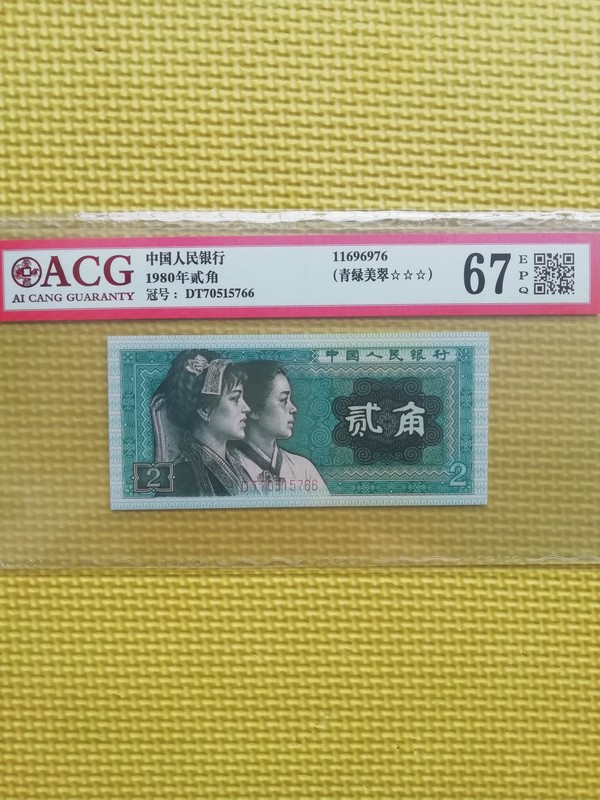 ACG
AI CANG GUARANTY
中国人民银行
1980年贰角
冠号：DT70515766
11696976
(青绿美翠☆☆☆)
67
E
P
Q
中国人民银行
贰角
2
DT70515766
2